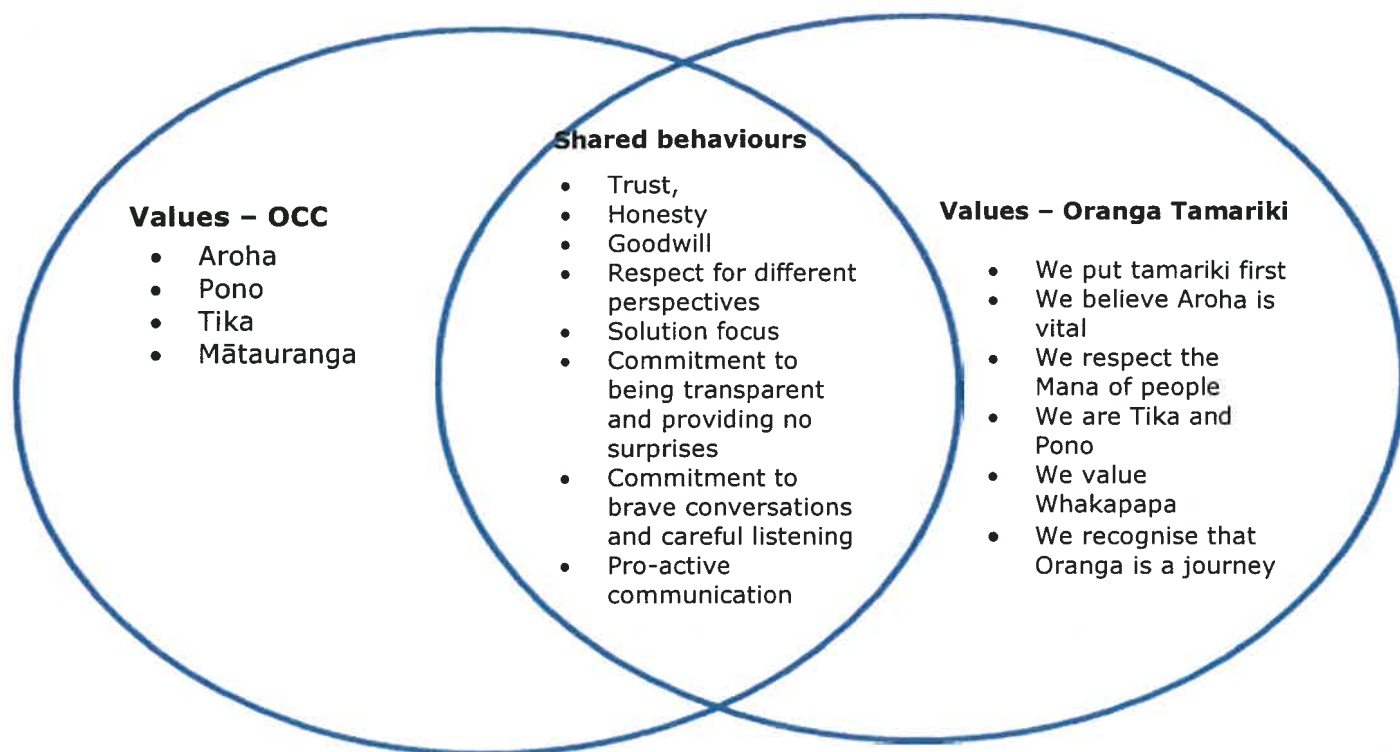 Values – OCC
• Aroha
• Pono
• Tika
• Mātauranga
Shared behaviours
• Trust,
• Honesty
• Goodwill
• Respect for different
perspectives
• Solution focus
• Commitment to
being transparent
and providing no
surprises
• Commitment to
brave conversations
and careful listening
• Pro-active
communication
Values – Oranga Tamariki
• We put tamariki first
• We believe Aroha is
vital
• We respect the
Mana of people
• We are Tika and
Pono
• We value
Whakapapa
• We recognise that
Oranga is a journey